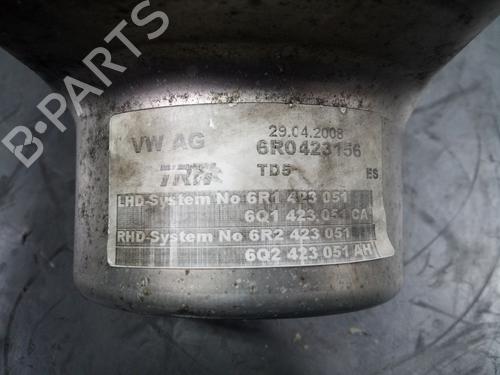 B-PARTS
29.04.2008
VW AG 6R0423156
TRW TD5 ES
LHD-System No 6R1 423 051
6Q1 423 051 CA
RHD-System No 6R2 423 051
6Q2 423 051 AH